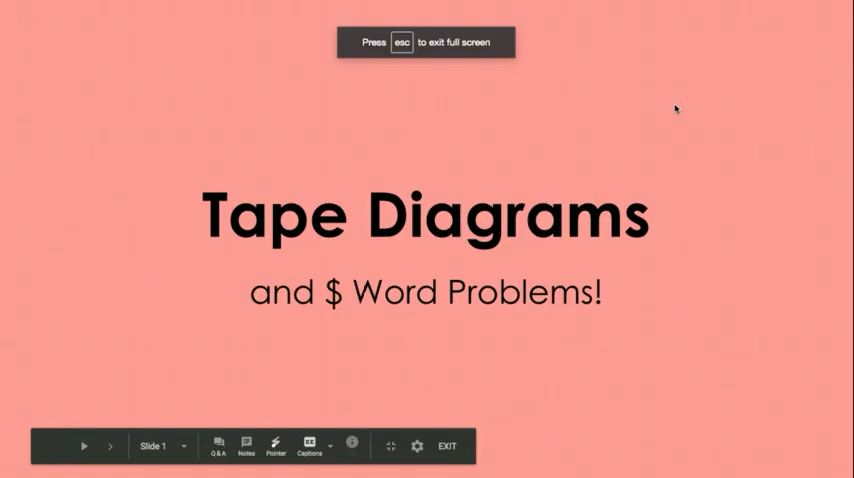 Press esc to exit full screen
Tape Diagrams
and $ Word Problems!
Slide 1 Q & A Notes Pointer Captions EXIT